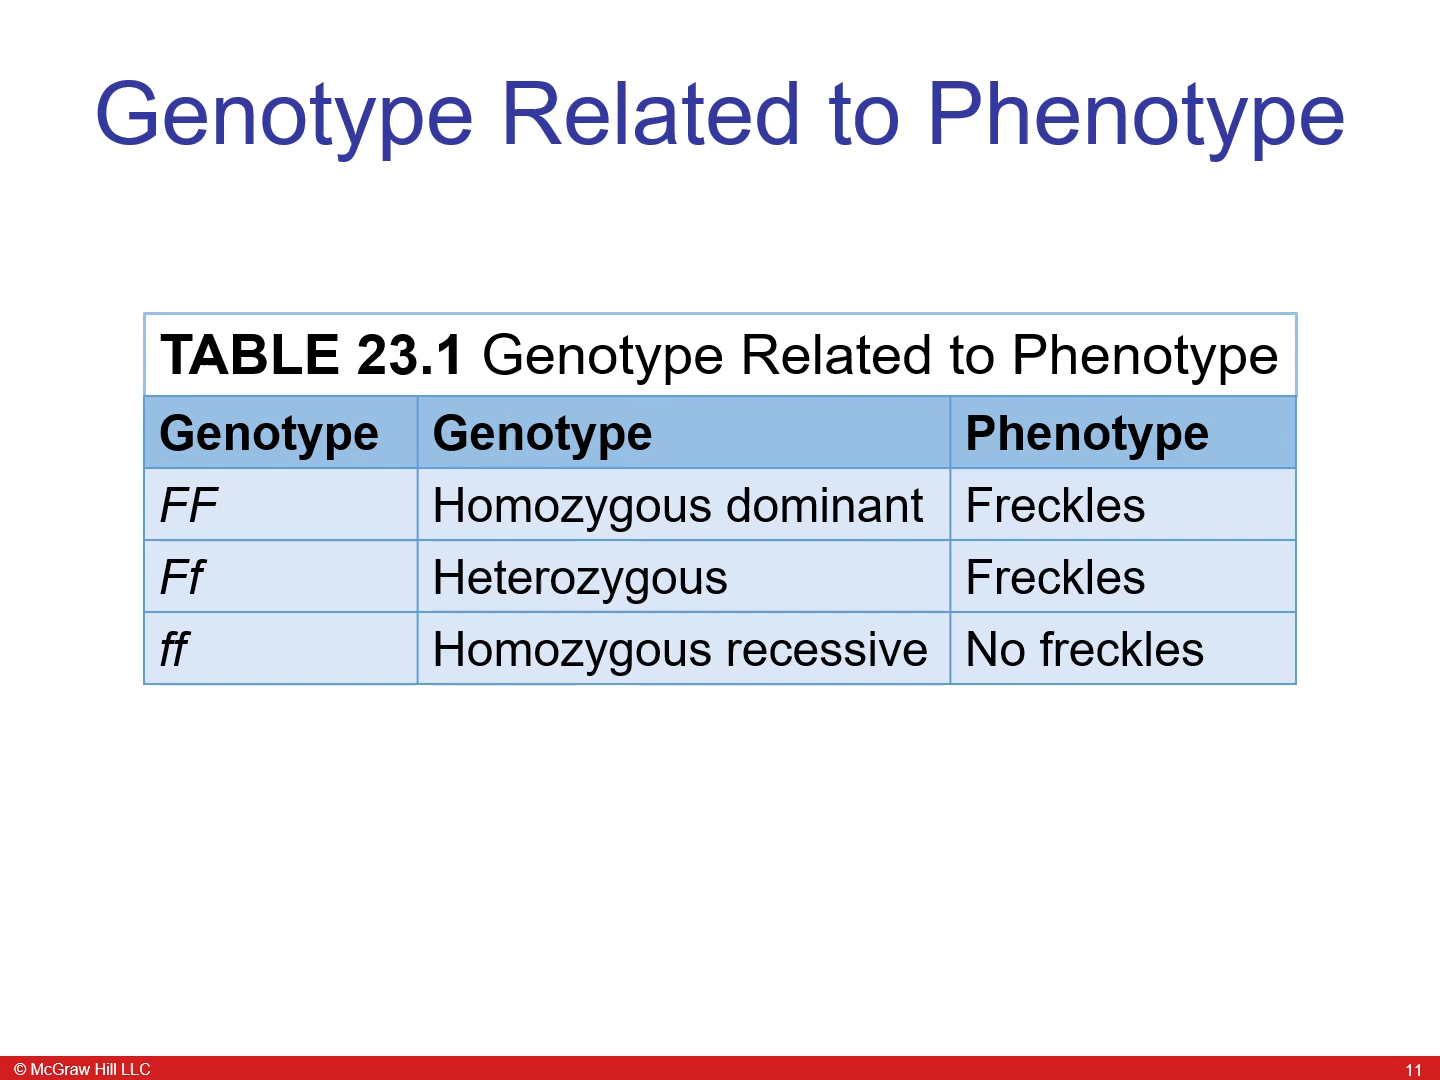 Genotype Related to Phenotype
TABLE 23.1 Genotype Related to Phenotype
Genotype Genotype Phenotype
FF Homozygous dominant Freckles
Ff Heterozygous Freckles
ff Homozygous recessive No freckles
© McGraw Hill LLC 11